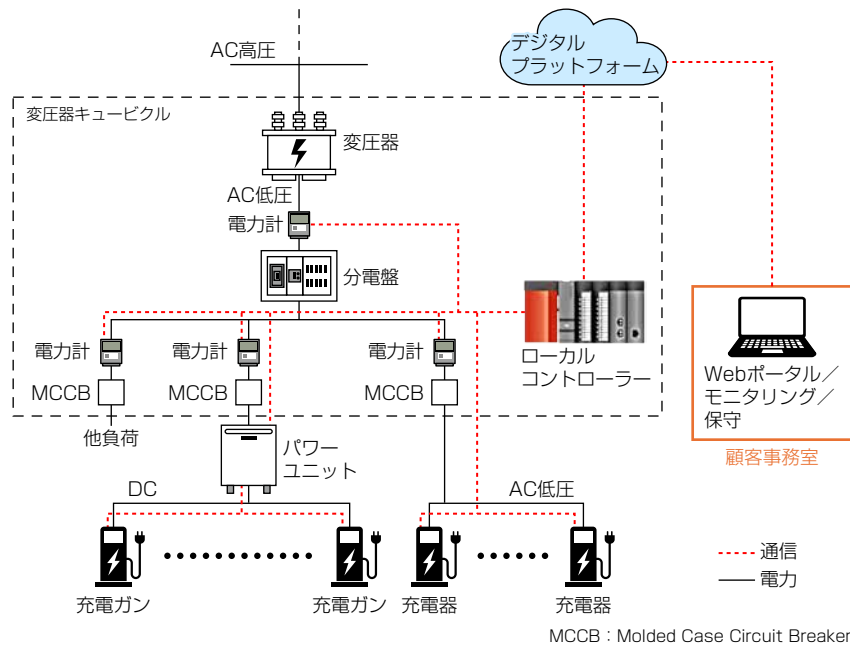 AC高圧
デジタル
プラットフォーム
変圧器キュービクル
変圧器
AC低圧
電力計
分電盤
電力計
電力計
電力計
ローカル
コントローラー
MCCB
MCCB
MCCB
Webポータル／
モニタリング／
保守
他負荷
パワー
ユニット
顧客事務室
DC
AC低圧
通信
電力
充電ガン
充電ガン
充電器
充電器
MCCB：Molded Case Circuit Breaker